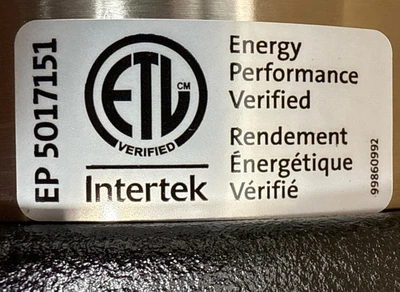 EP 5017151
ETL CM
VERIFIED
Intertek
Energy
Performance
Verified
Rendement
Énergétique
Vérifié
99860992